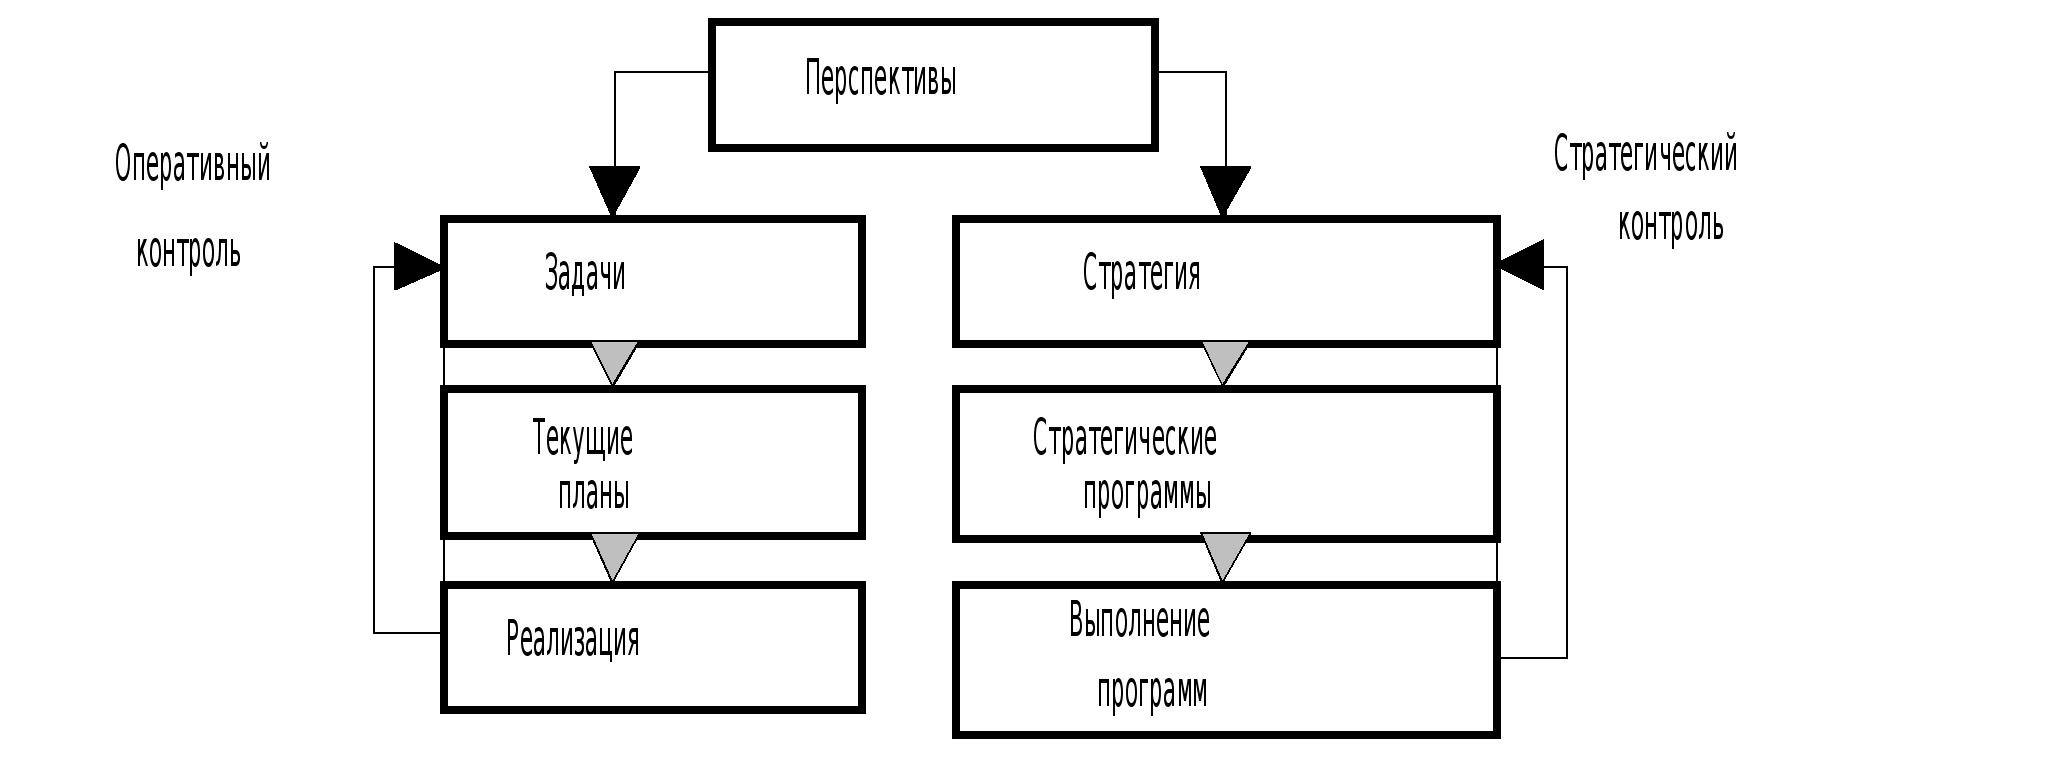 Перспективы
Оперативный
контроль
Стратегический
контроль
Задачи
Стратегия
Текущие
планы
Стратегические
программы
Реализация
Выполнение
программ